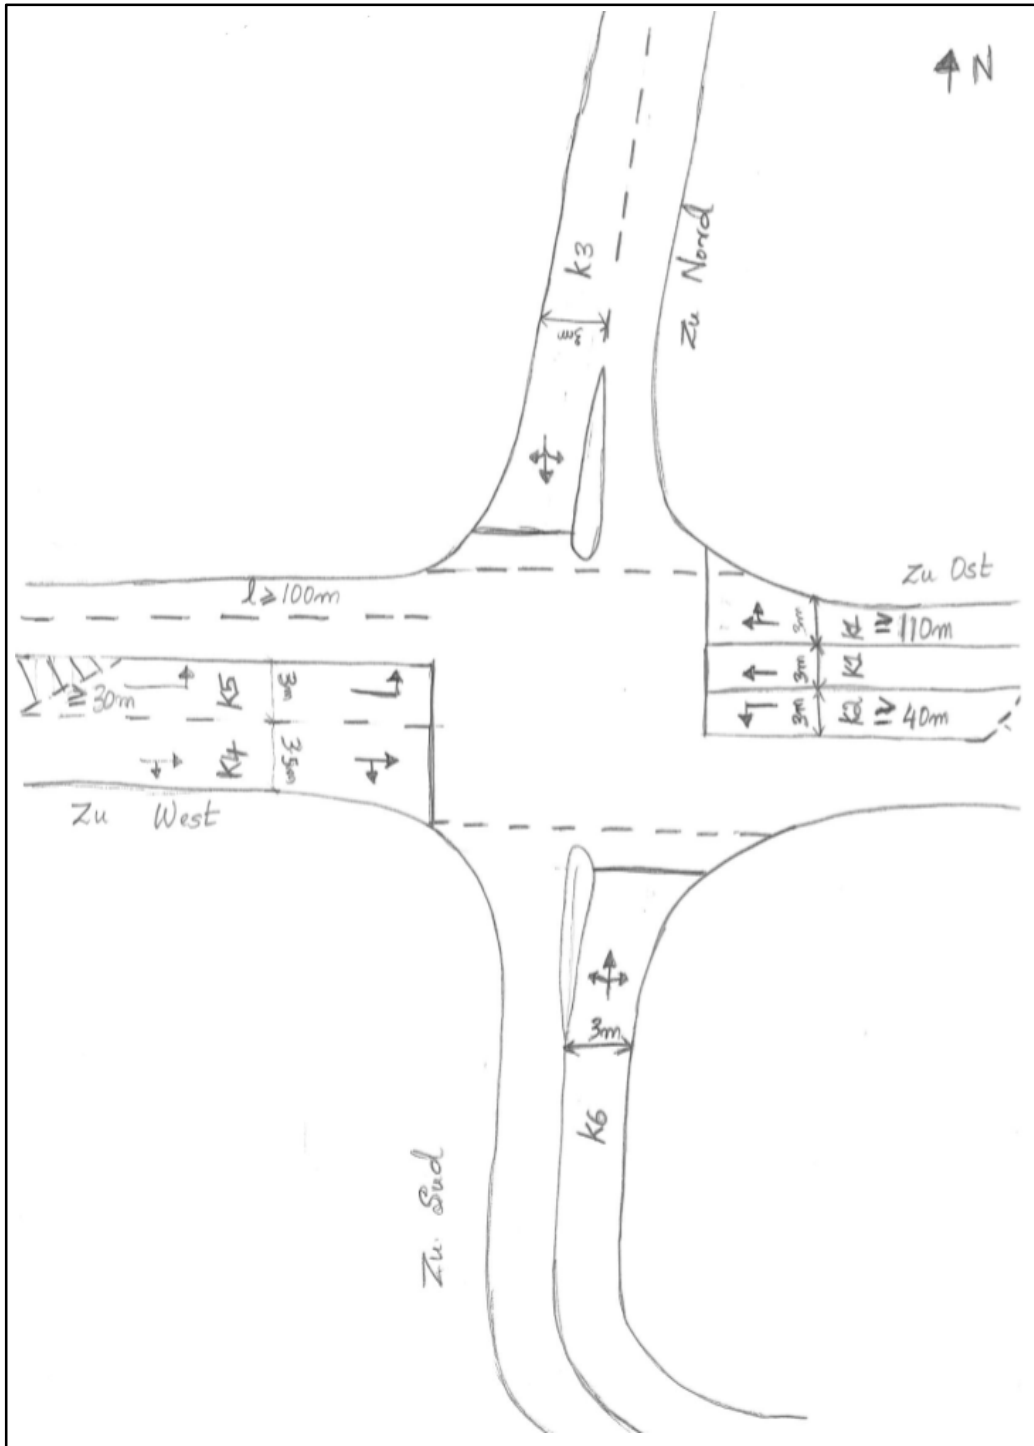 N
K3
3m
Zu Nord
Zu Ost
l ≥ 100m
3m
K1
≥ 110m
3m
K1
3m
K2
≥ 40m
≥ 30m
K5
3m
K4
3,5m
Zu West
3m
K6
Zu Sud